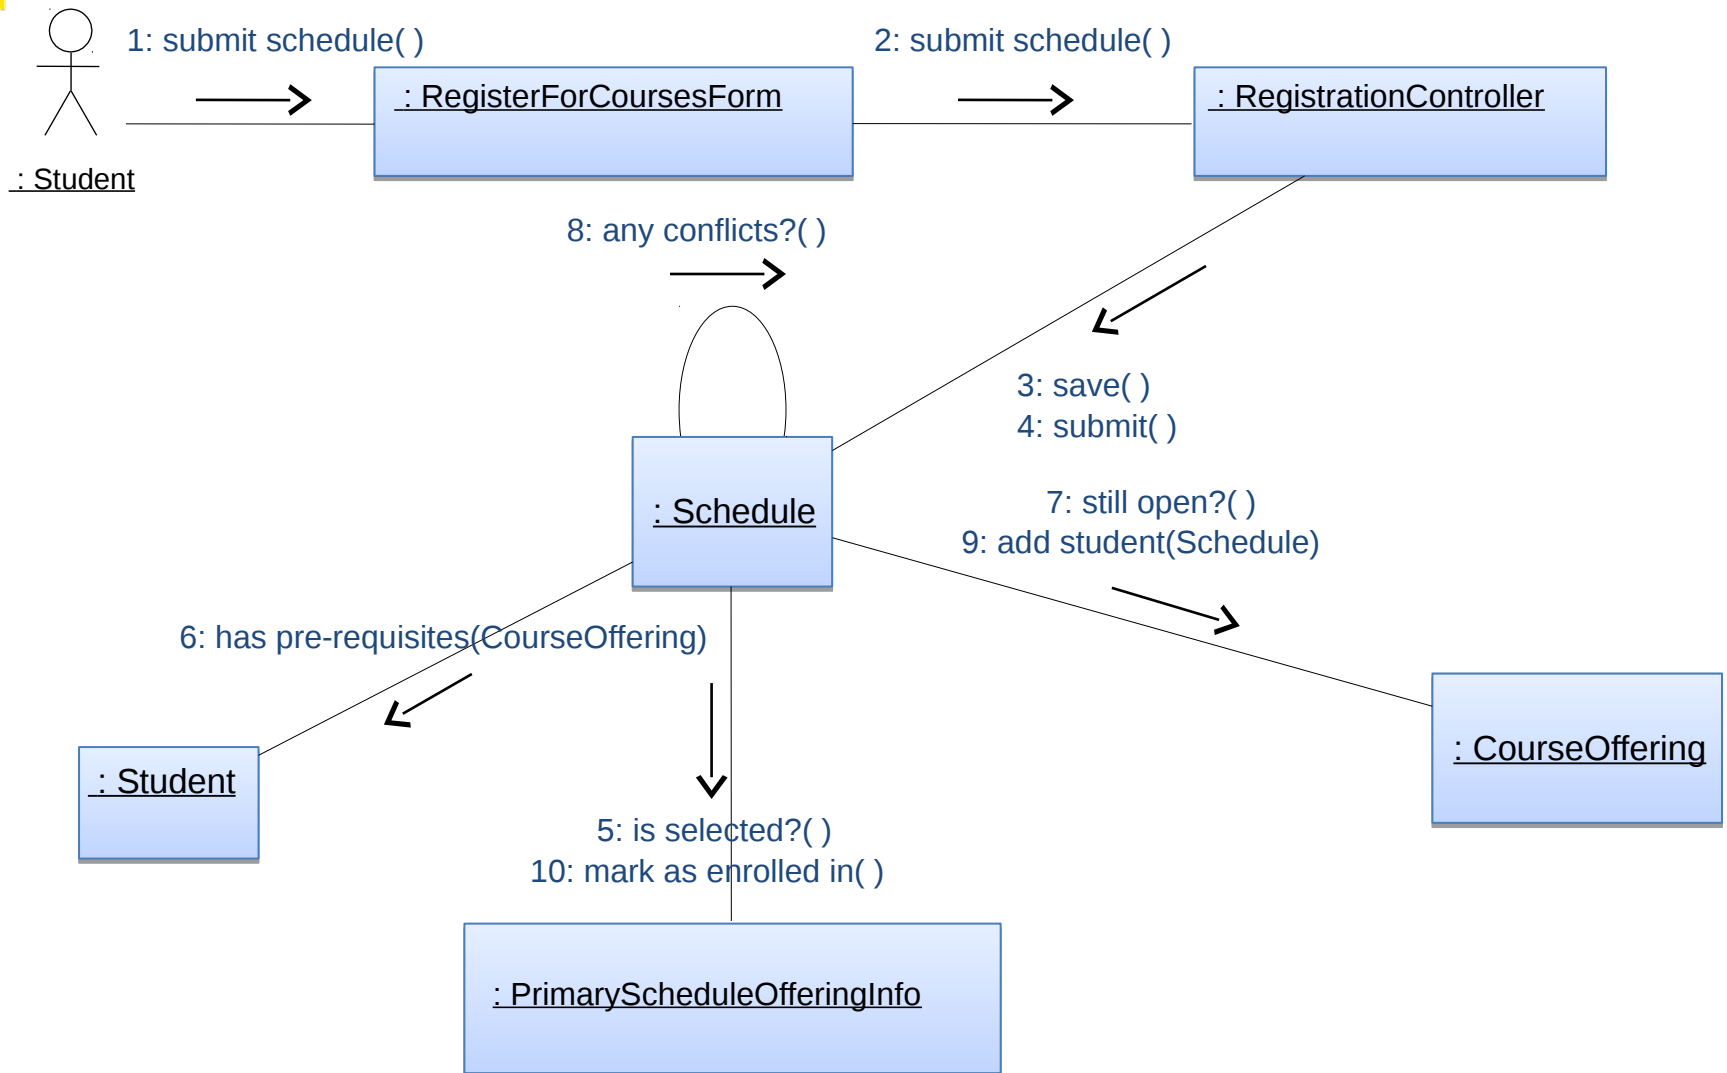 1: submit schedule( )
2: submit schedule( )
: RegisterForCoursesForm
: RegistrationController
: Student
8: any conflicts?( )
3: save( )
4: submit( )
: Schedule
7: still open?( )
9: add student(Schedule)
6: has pre-requisites(CourseOffering)
: CourseOffering
: Student
5: is selected?( )
10: mark as enrolled in( )
: PrimaryScheduleOfferingInfo